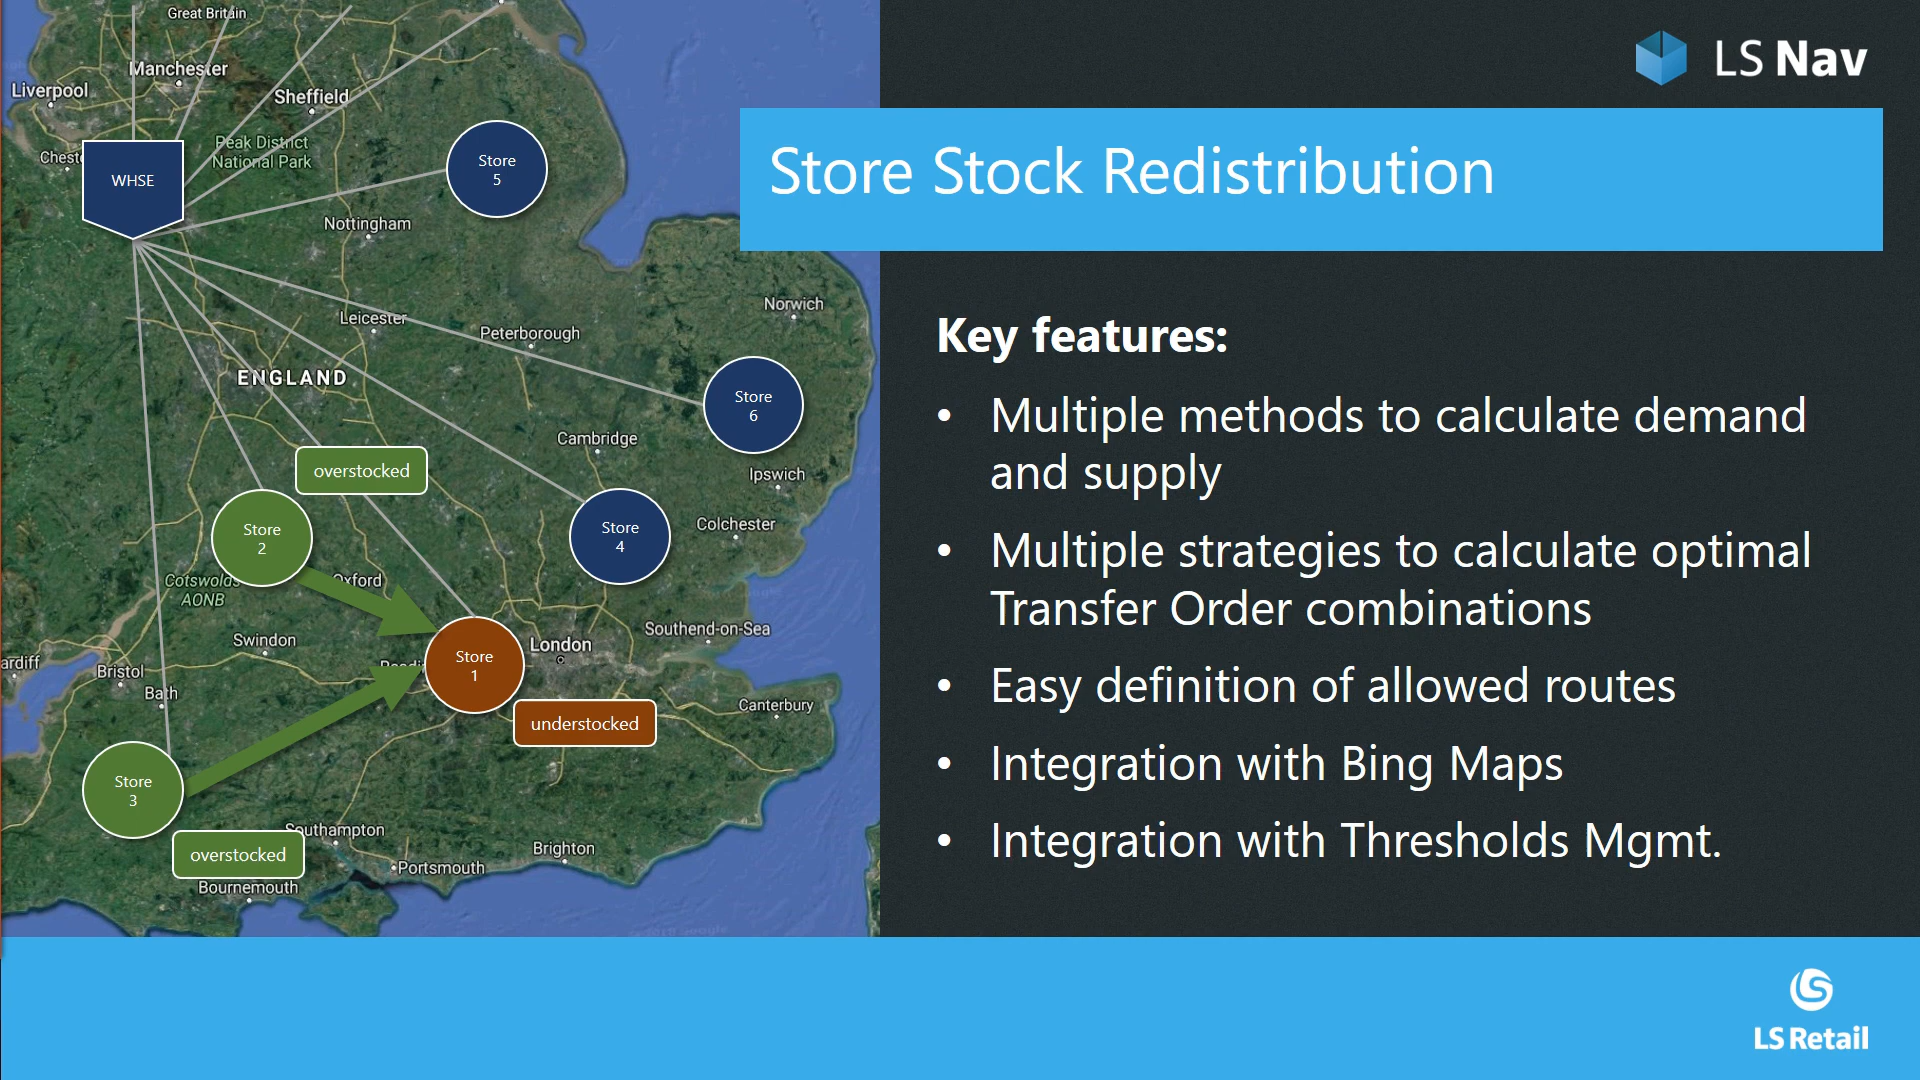 Great Britain
Manchester
Liverpool
Sheffield
Peak District
National Park
WHSE
Store
5
Nottingham
Norwich
Leicester
Peterborough
ENGLAND
Store
6
Cambridge
overstocked
Ipswich
Store
2
Store
4
Colchester
Cotswolds
AONB
Oxford
Southend-on-Sea
Swindon
London
Store
1
Bristol
Bath
Canterbury
understocked
Store
3
Southampton
Brighton
overstocked
Portsmouth
Bournemouth
LS Nav
Store Stock Redistribution
Key features:
• Multiple methods to calculate demand
and supply
• Multiple strategies to calculate optimal
Transfer Order combinations
• Easy definition of allowed routes
• Integration with Bing Maps
• Integration with Thresholds Mgmt.
LS Retail